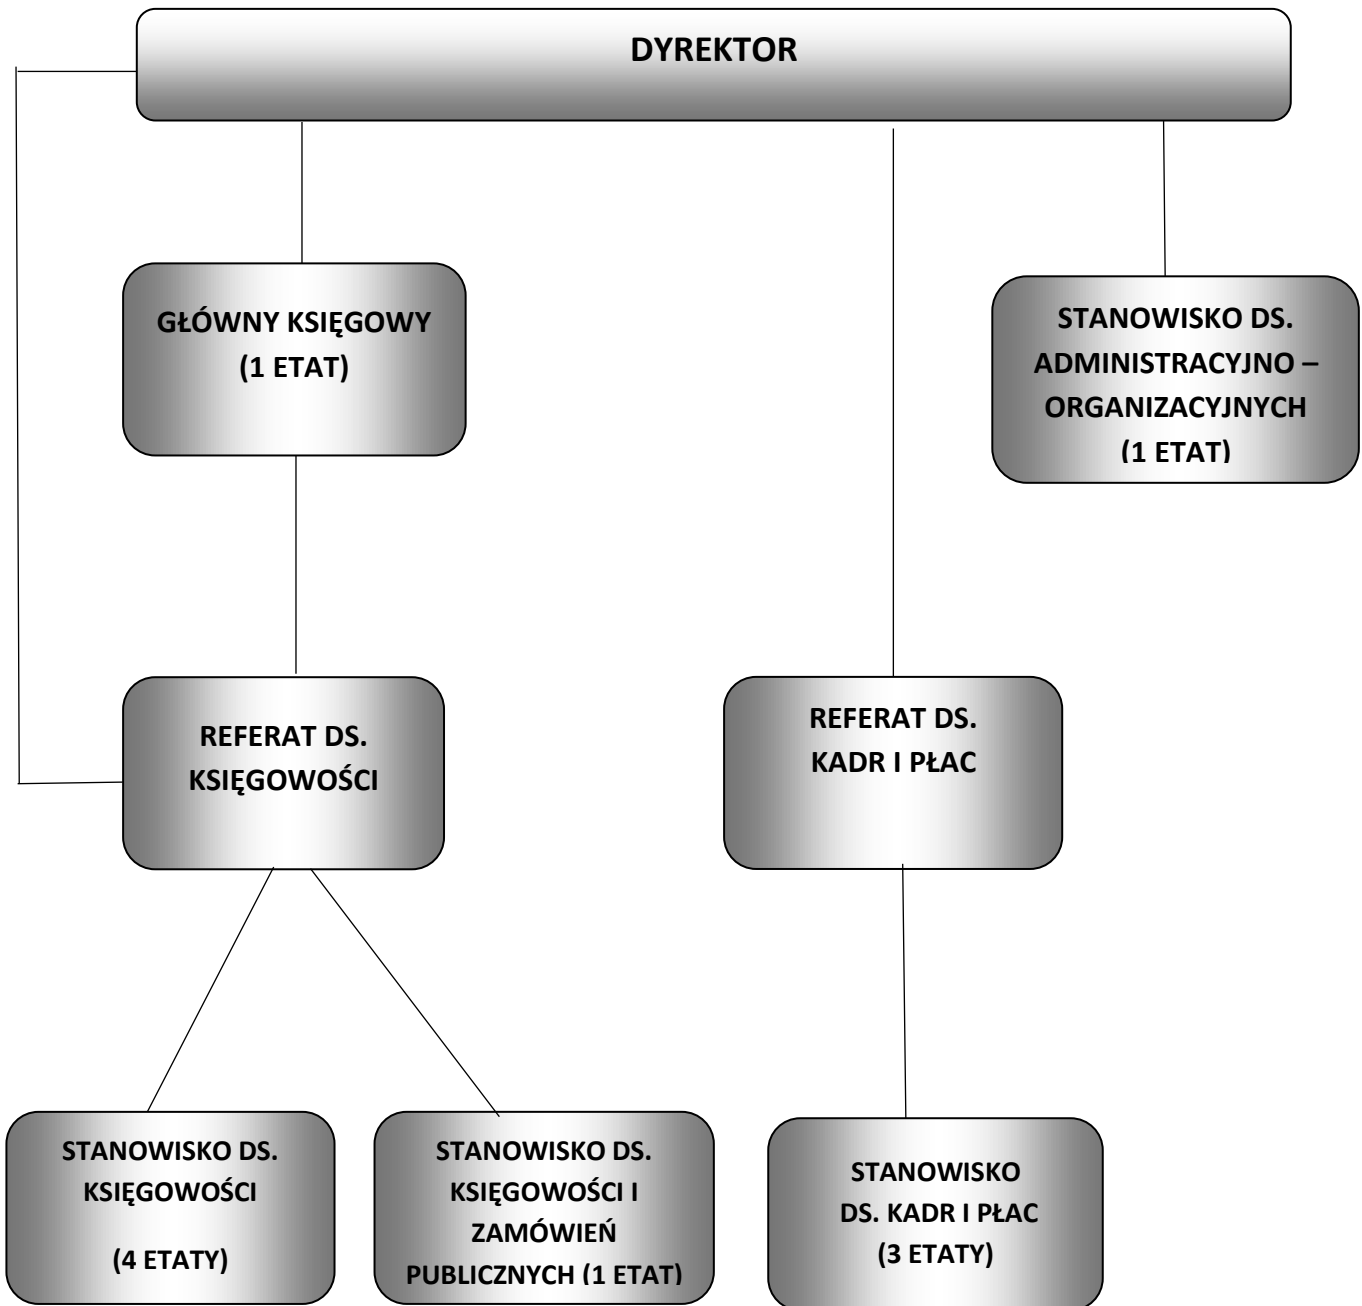 DYREKTOR
GŁÓWNY KSIĘGOWY
(1 ETAT)
STANOWISKO DS.
ADMINISTRACYJNO –
ORGANIZACYJNYCH
(1 ETAT)
REFERAT DS.
KSIĘGOWOŚCI
REFERAT DS.
KADR I PŁAC
STANOWISKO DS.
KSIĘGOWOŚCI
(4 ETATY)
STANOWISKO DS.
KSIĘGOWOŚCI I
ZAMÓWIEŃ
PUBLICZNYCH (1 ETAT)
STANOWISKO
DS. KADR I PŁAC
(3 ETATY)